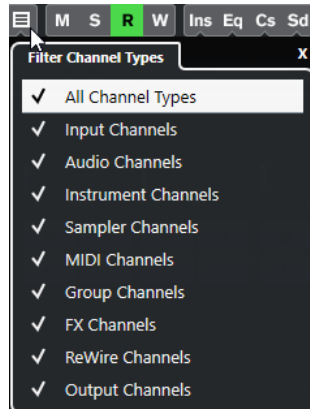 M S R W Ins Eq Cs Sd
Filter Channel Types X
All Channel Types
Input Channels
Audio Channels
Instrument Channels
Sampler Channels
MIDI Channels
Group Channels
FX Channels
ReWire Channels
Output Channels